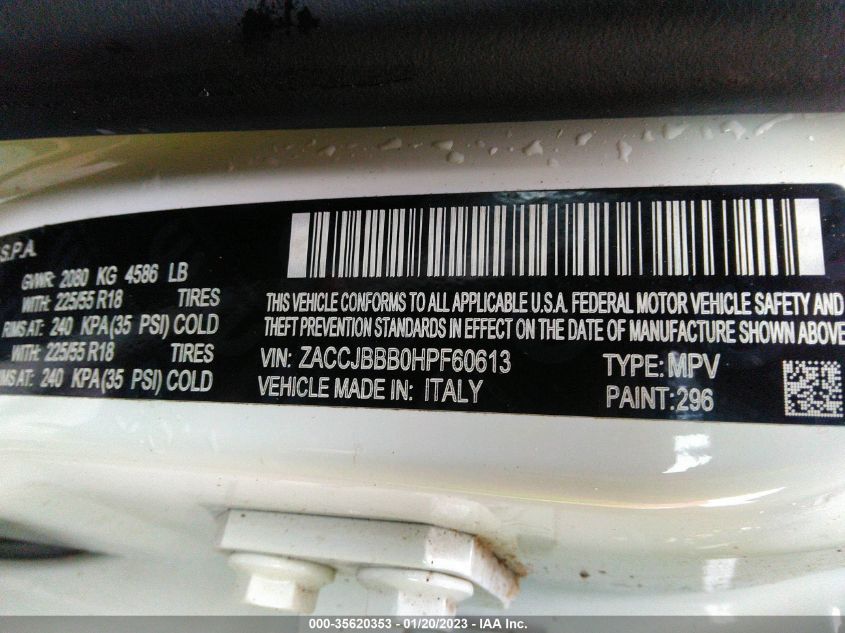 S.P.A.
GVWR: 2080 KG 4586 LB
WITH: 225/55 R18 TIRES
RIMS AT: 240 KPA(35 PSI) COLD
WITH: 225/55 R18 TIRES
RIMS AT: 240 KPA(35 PSI) COLD
THIS VEHICLE CONFORMS TO ALL APPLICABLE U.S.A. FEDERAL MOTOR VEHICLE SAFETY AND
THEFT PREVENTION STANDARDS IN EFFECT ON THE DATE OF MANUFACTURE SHOWN ABOVE
VIN: ZACCJBBB0HPF60613 TYPE: MPV
VEHICLE MADE IN: ITALY PAINT:296
000-35620353 - 01/20/2023 - IAA Inc.